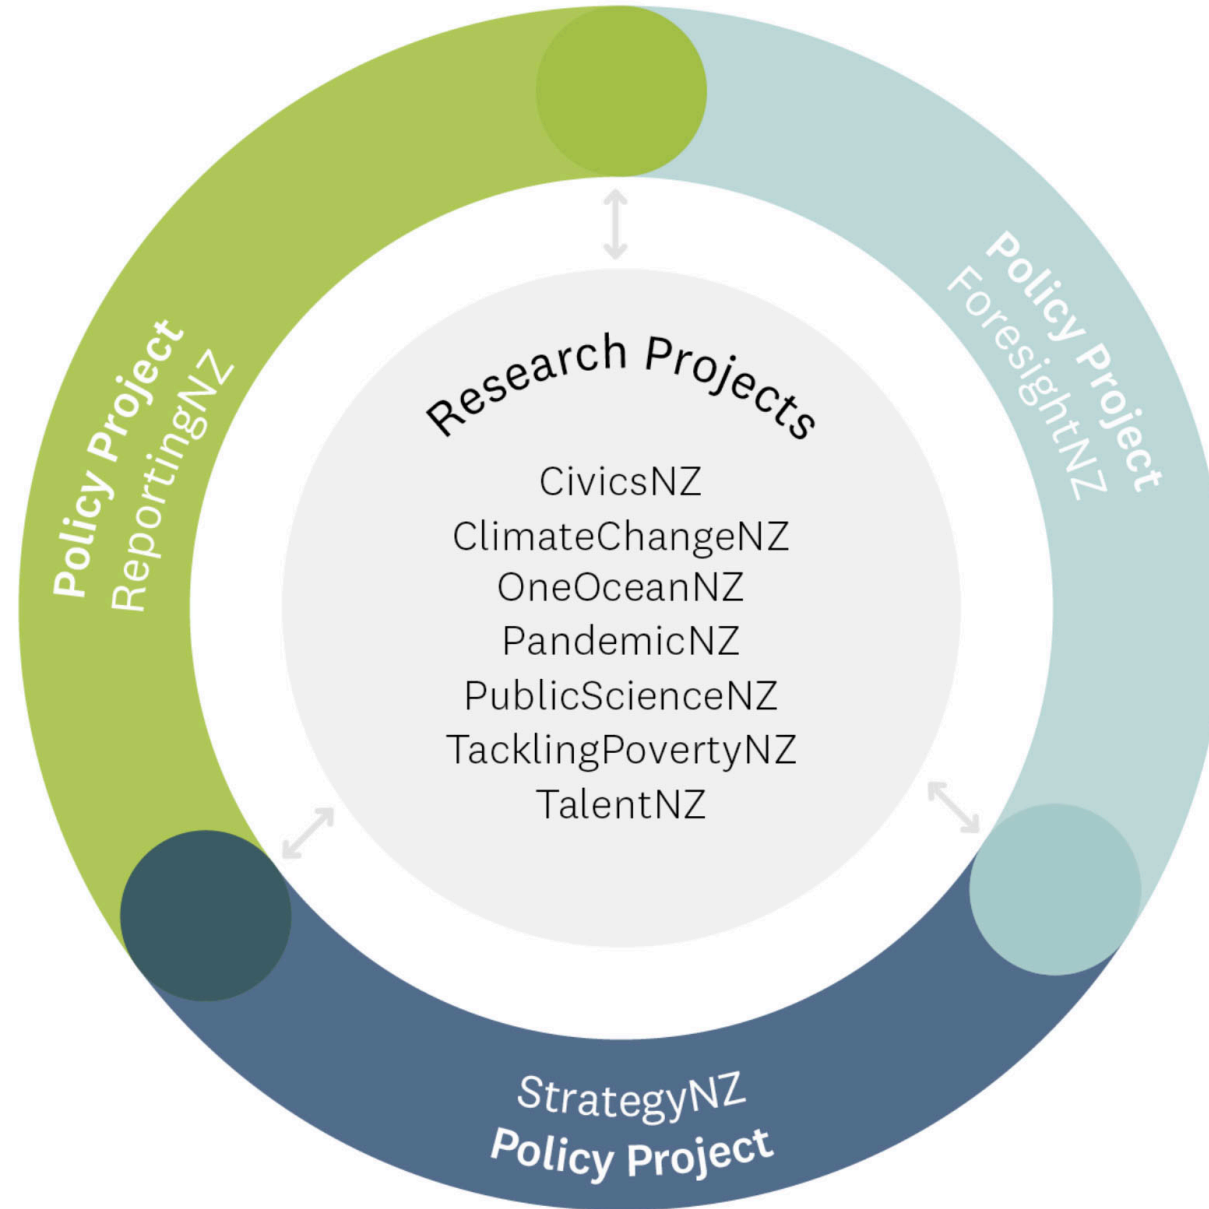 Policy Project
ReportingNZ
Policy Project
ForesightNZ
Research Projects
CivicsNZ
ClimateChangeNZ
OneOceanNZ
PandemicNZ
PublicScienceNZ
TacklingPovertyNZ
TalentNZ
StrategyNZ
Policy Project